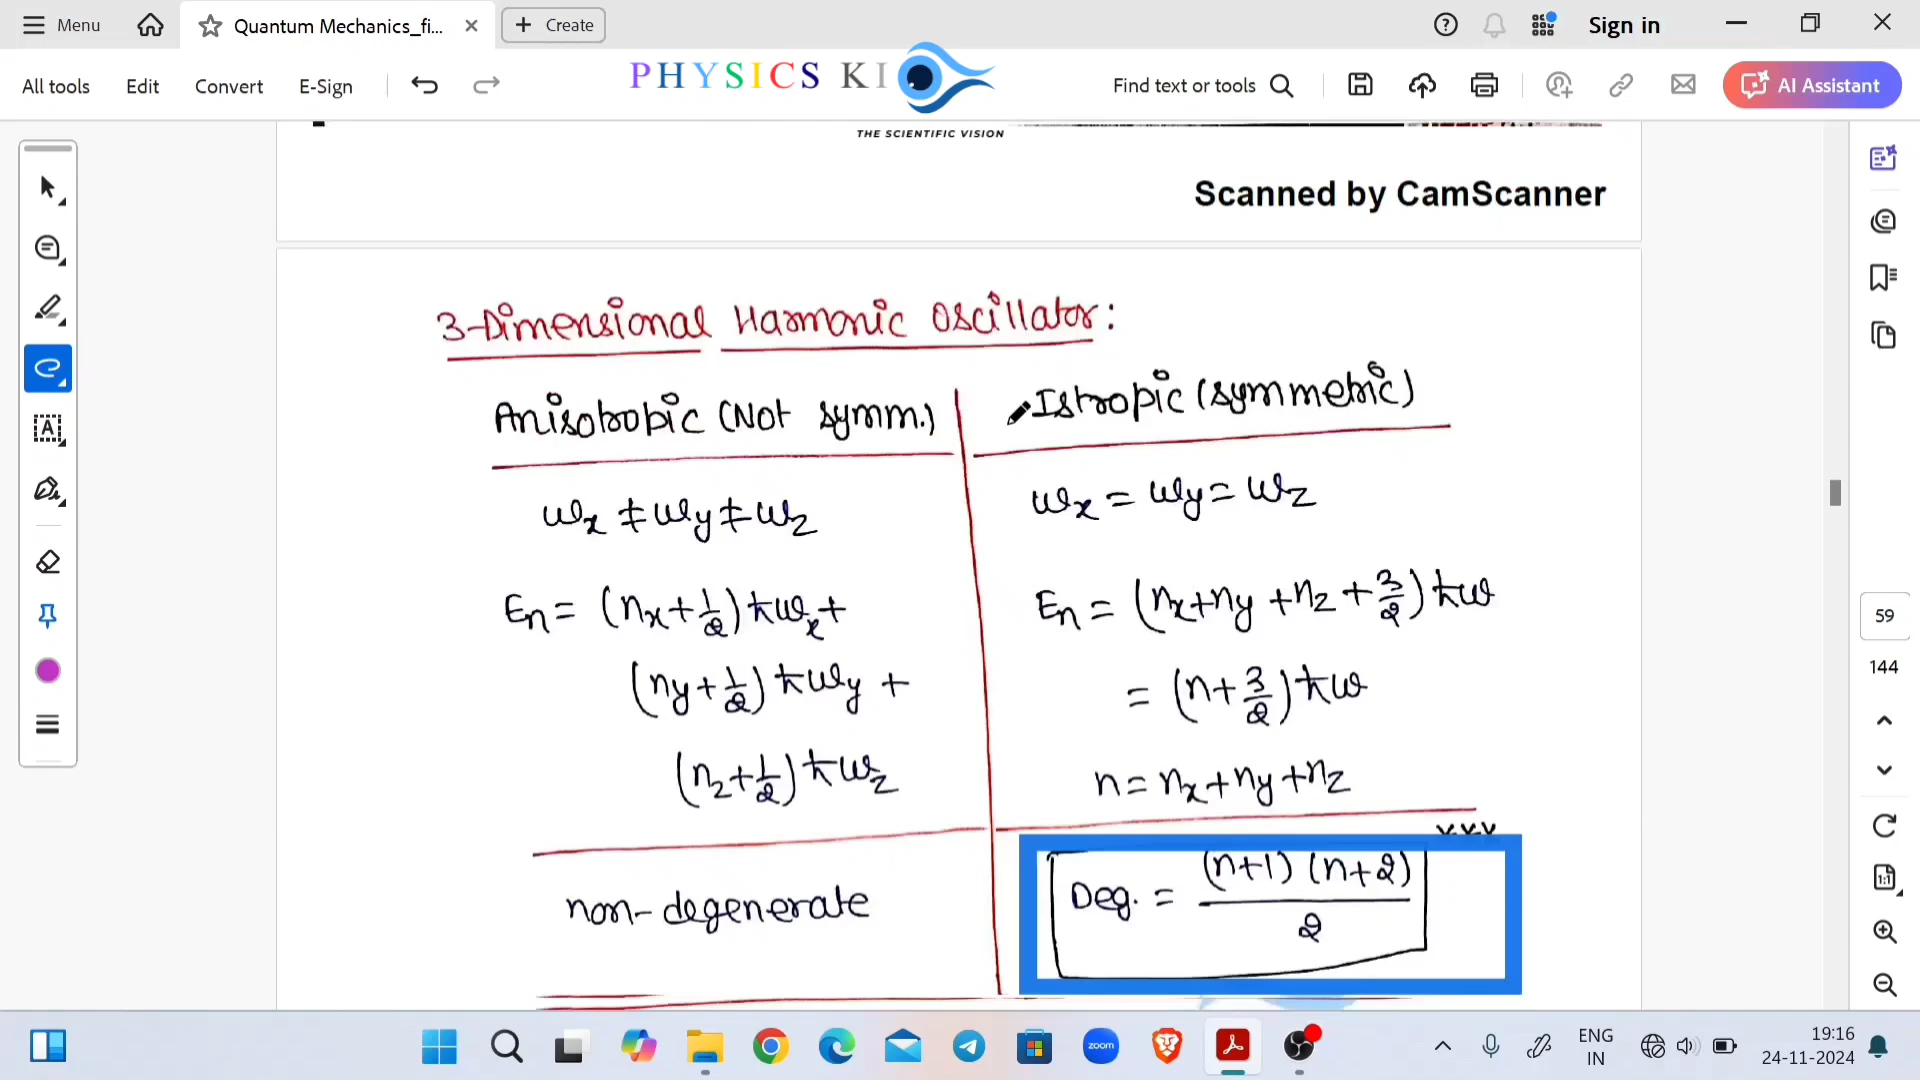 Menu
Quantum Mechanics_fi...
Create
Sign in
All tools
Edit
Convert
E-Sign
PHYSICS KI
THE SCIENTIFIC VISION
Find text or tools
AI Assistant
Scanned by CamScanner
3-Dimensional Harmonic Oscillator:
Anisotropic (Not symm.)
Istropic (symmetric)
ωx ≠ ωy ≠ ωz
ωx = ωy = ωz
En = (nx + 1/2) ħωx +
(ny + 1/2) ħωy +
(nz + 1/2) ħωz
En = (nx + ny + nz + 3/2) ħω
= (n + 3/2) ħω
n = nx + ny + nz
non-degenerate
Deg. = (n+1) (n+2) / 2
59
144
1:1
zoom
ENG
IN
19:16
24-11-2024